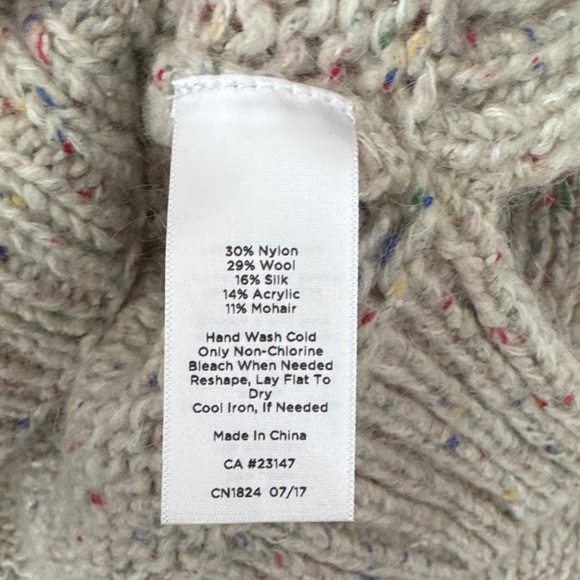 30% Nylon
29% Wool
16% Silk
14% Acrylic
11% Mohair
Hand Wash Cold
Only Non-Chlorine
Bleach When Needed
Reshape, Lay Flat To
Dry
Cool Iron, If Needed
Made In China
CA #23147
CN1824 07/17